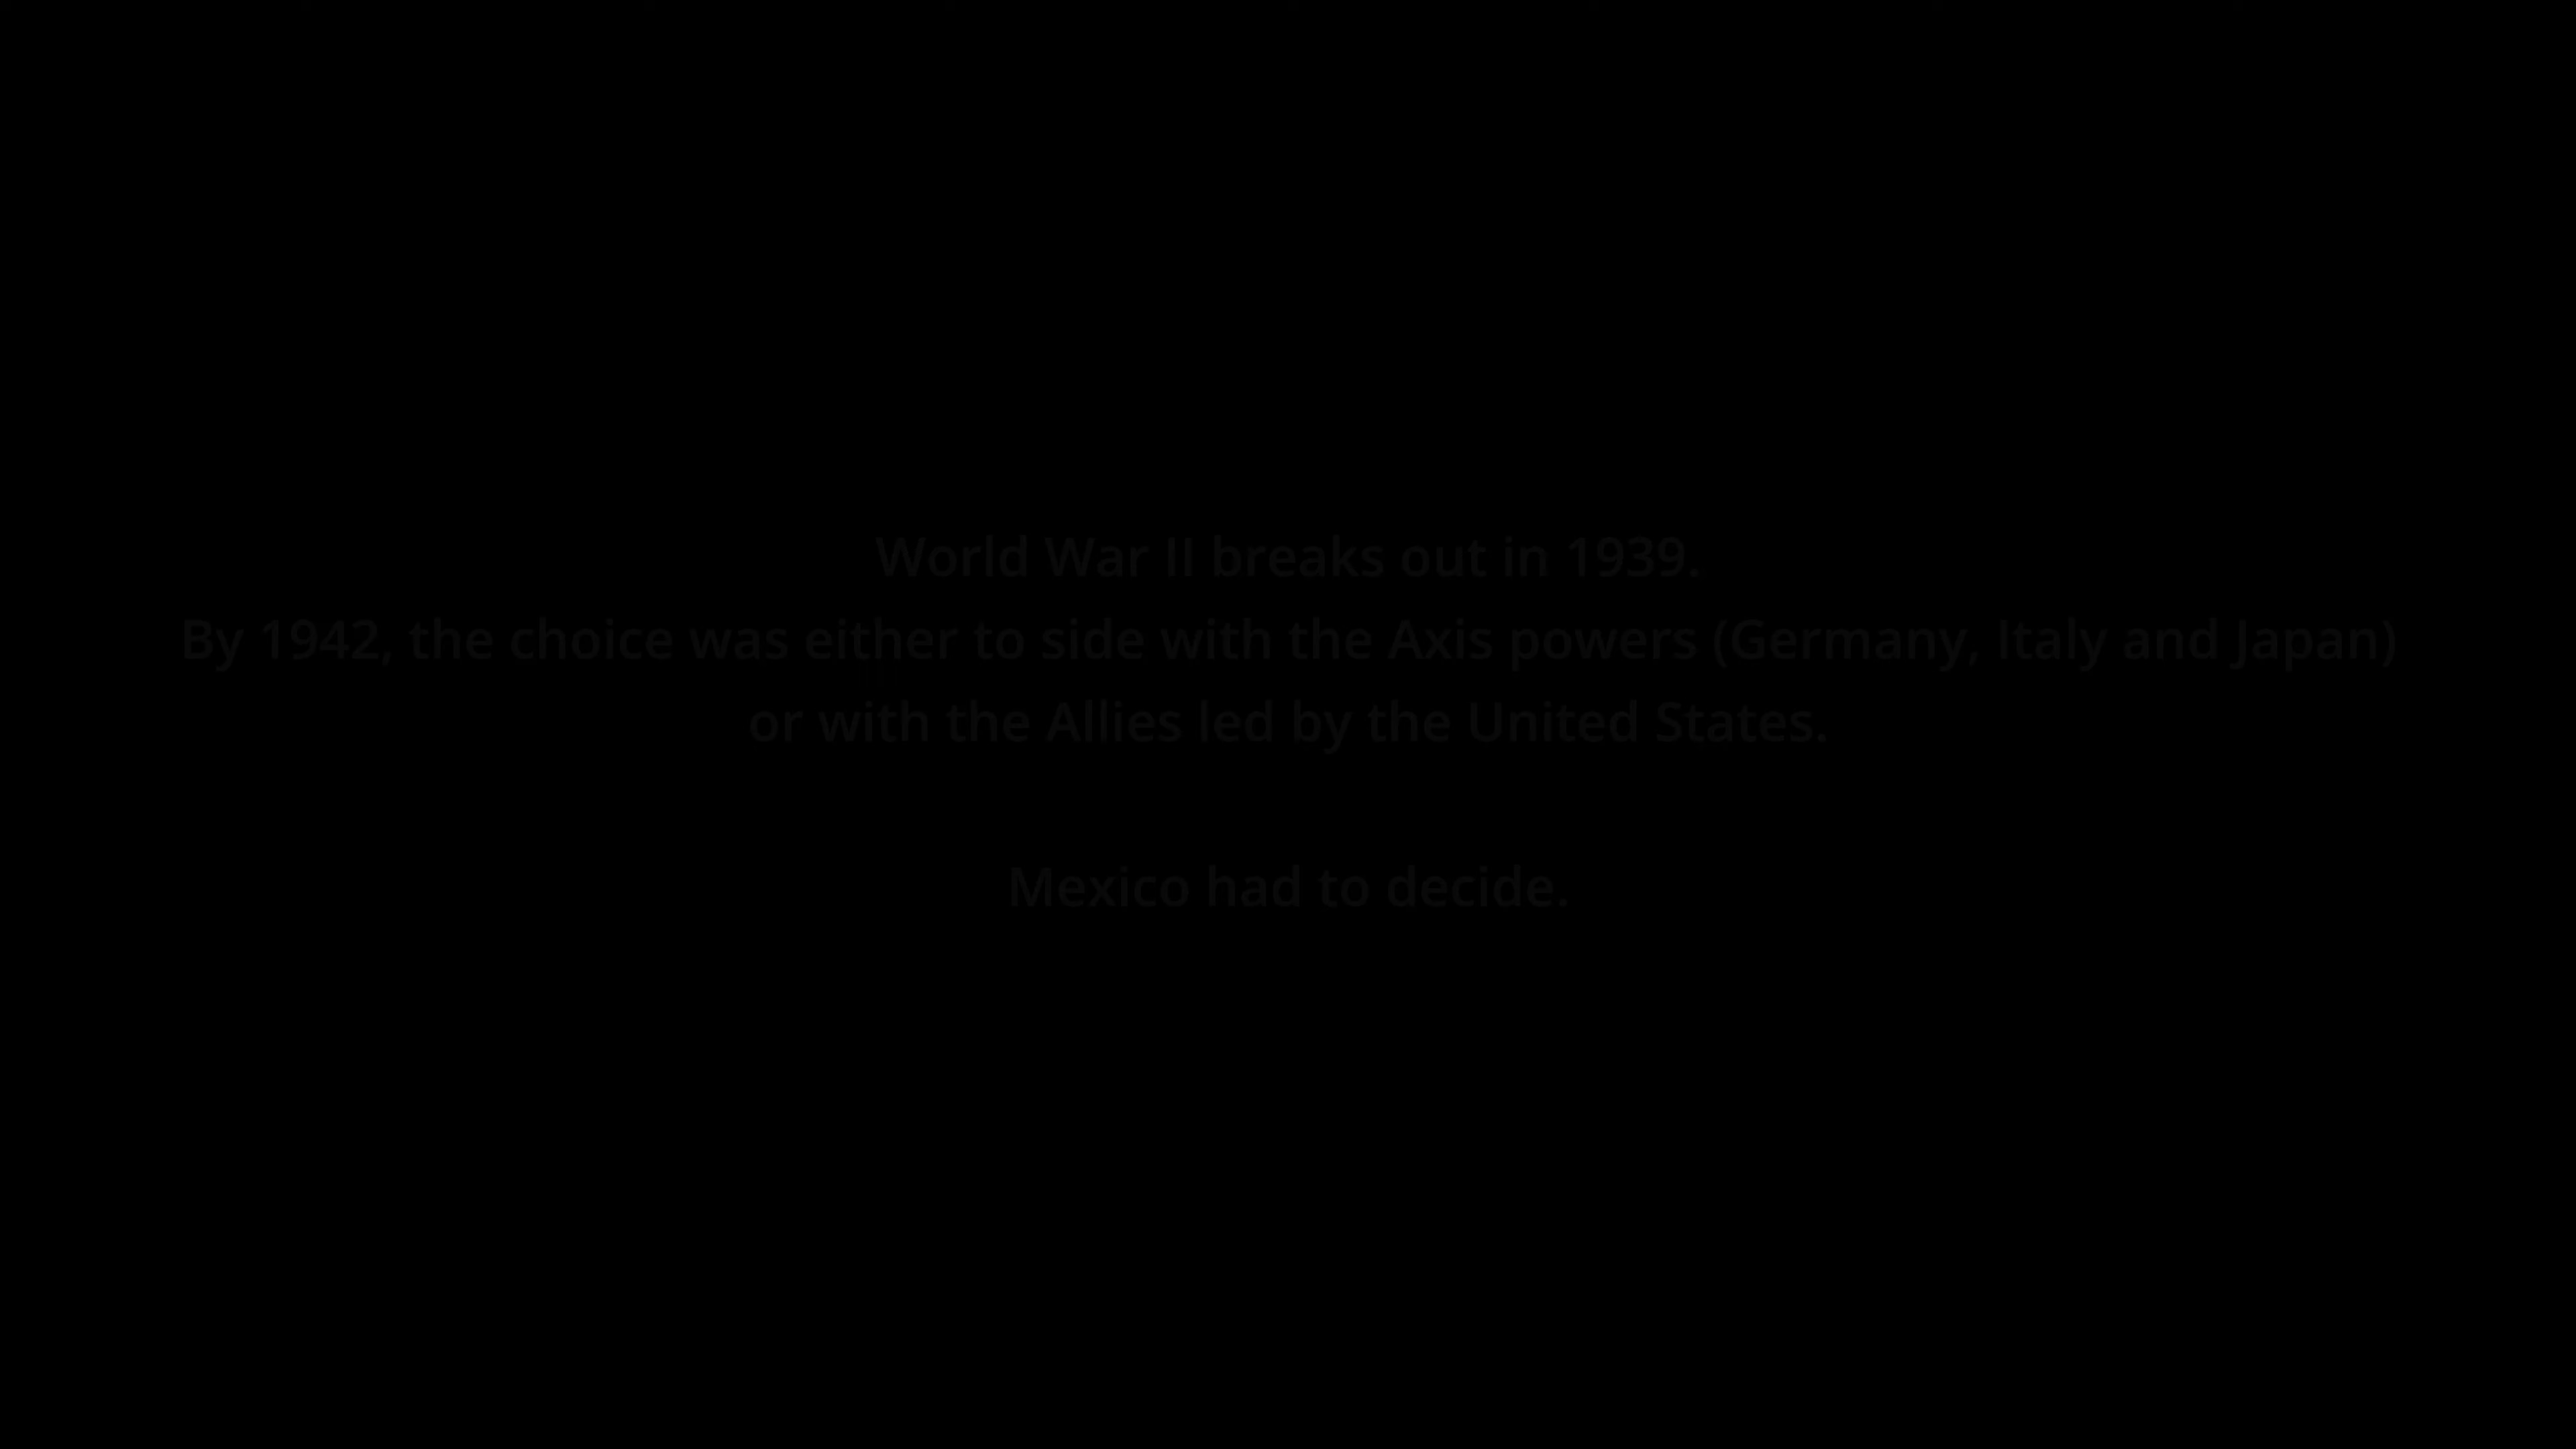 World War II breaks out in 1939.
By 1942, the choice was either to side with the Axis powers (Germany, Italy and Japan)
or with the Allies led by the United States.
Mexico had to decide.